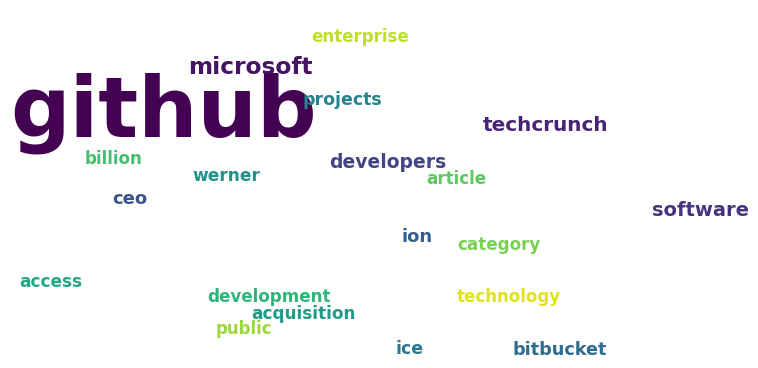 enterprise
microsoft
projects
github
techcrunch
billion
developers
werner
article
ceo
software
ion
category
access
development
technology
acquisition
public
ice
bitbucket